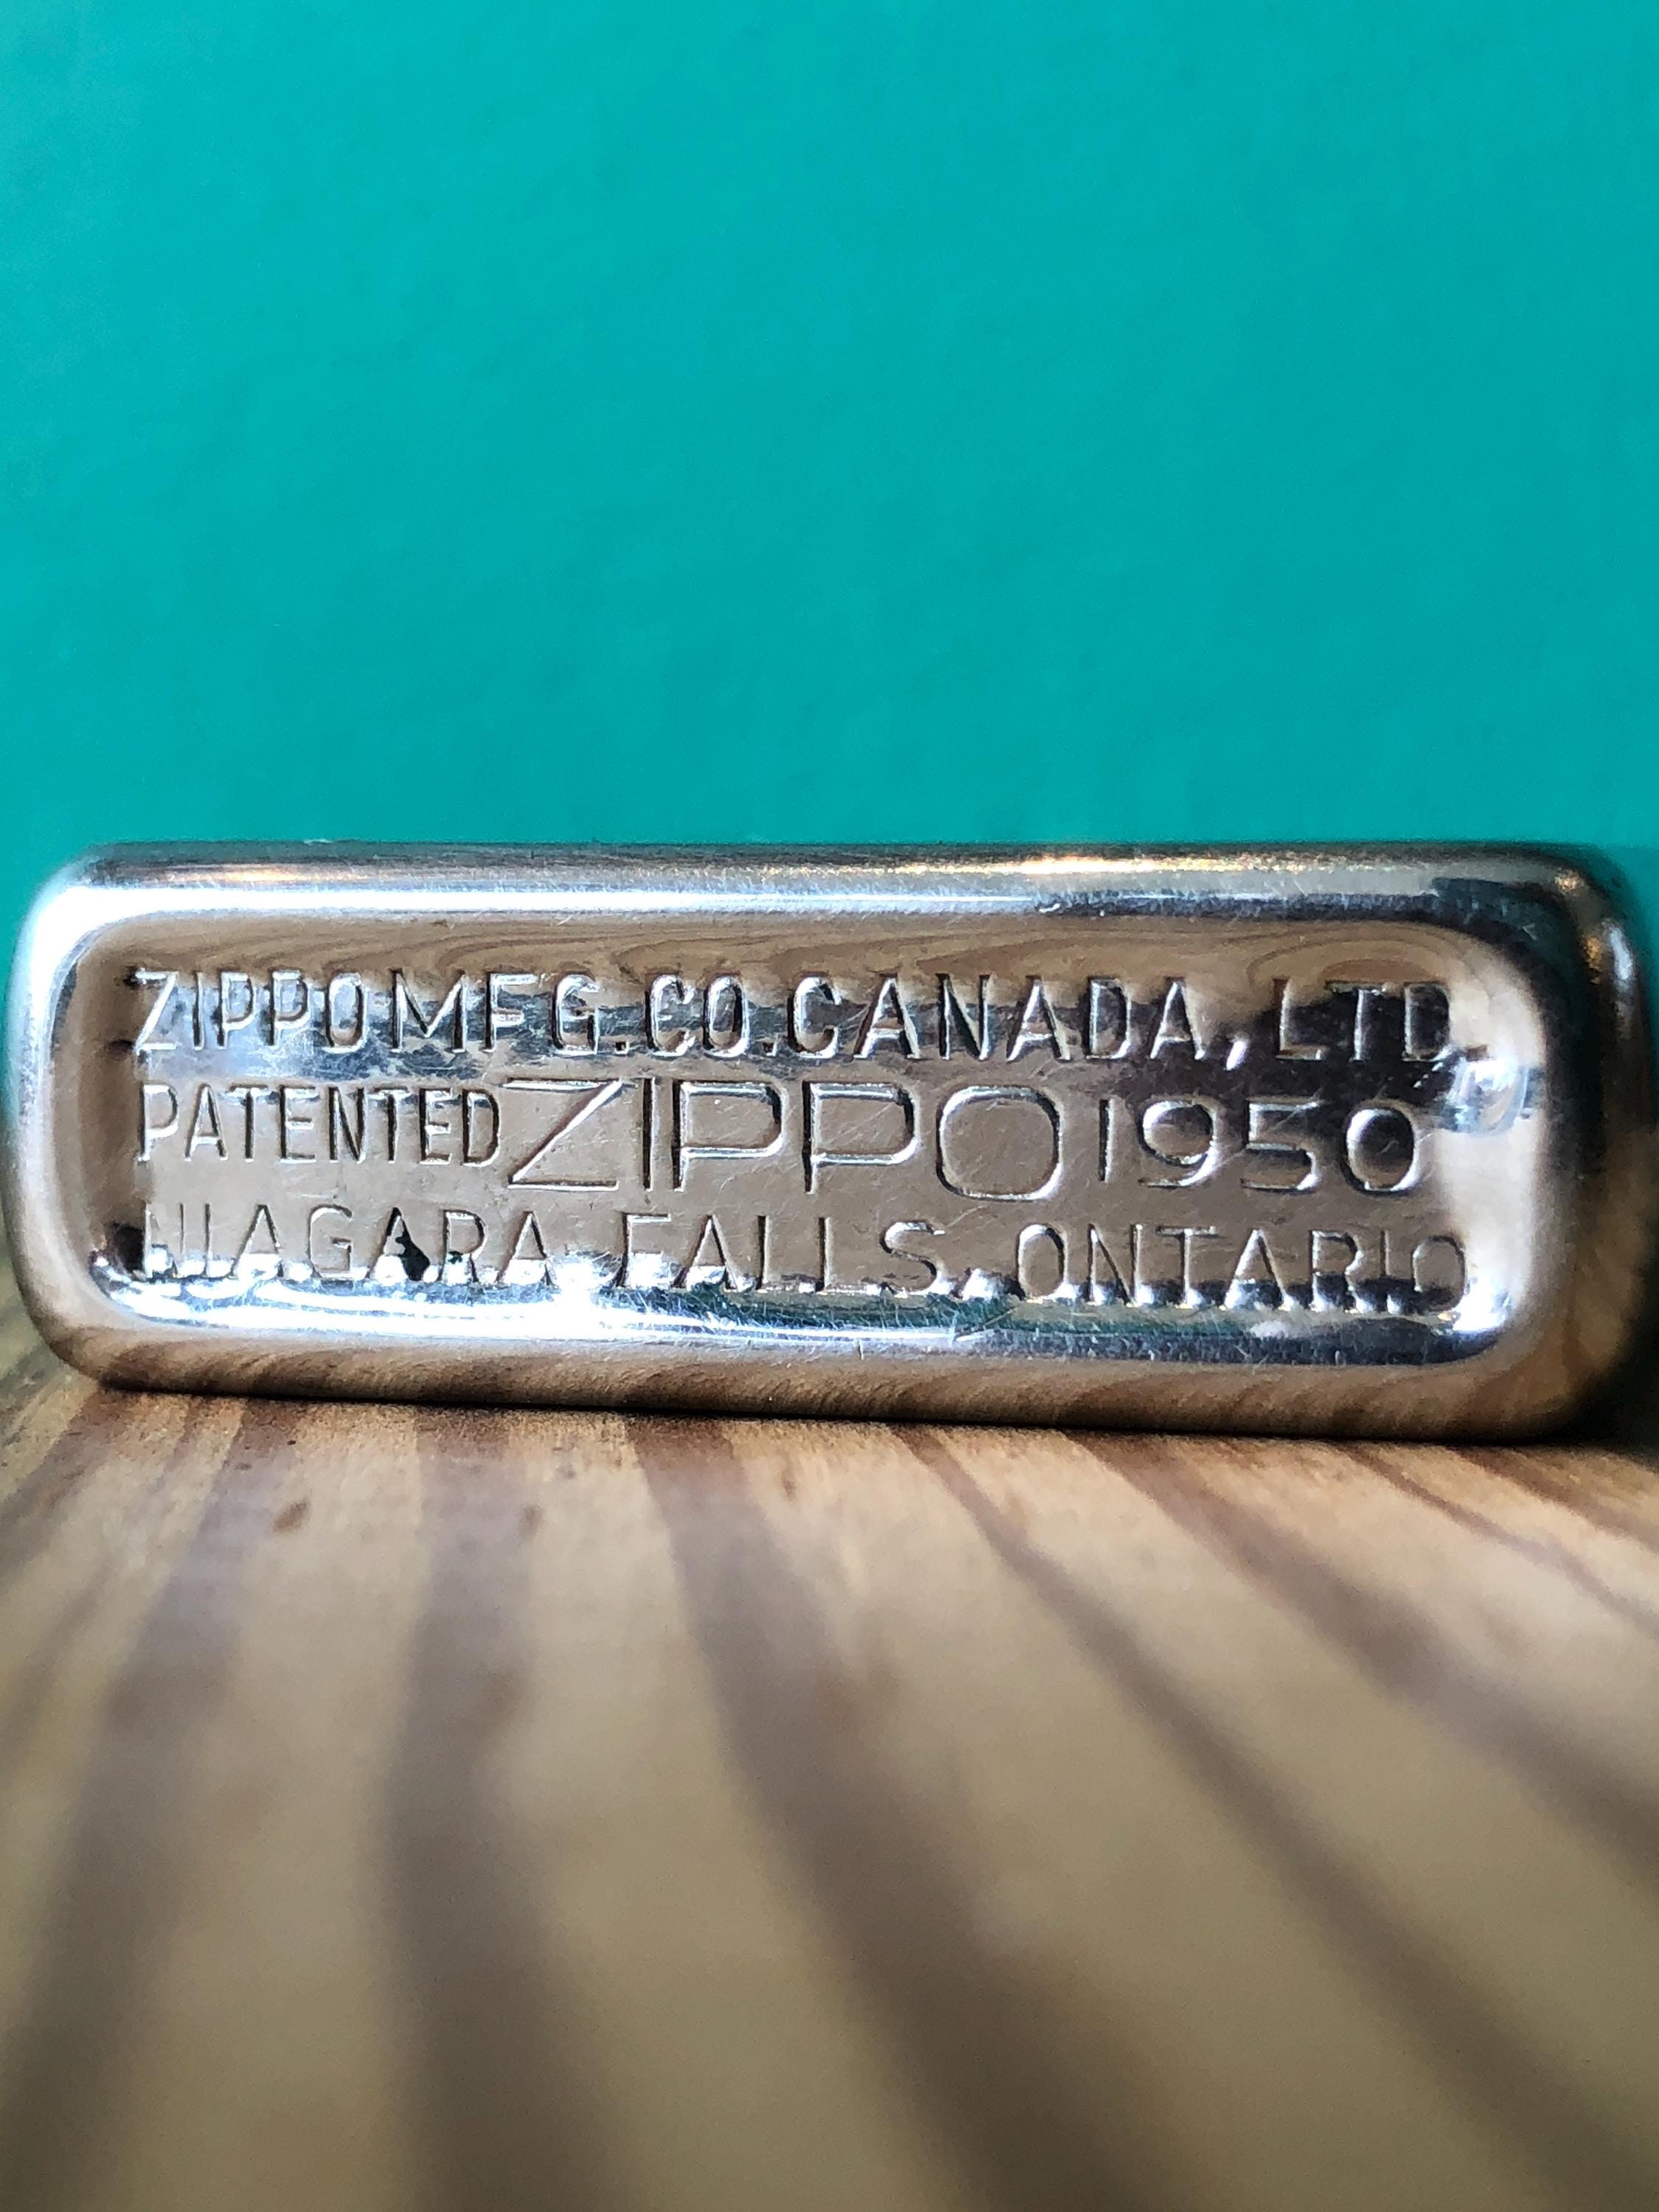 ZIPPO MFG. CO. CANADA, LTD.
PATENTED ZIPPO 1950
NIAGARA FALLS, ONTARIO